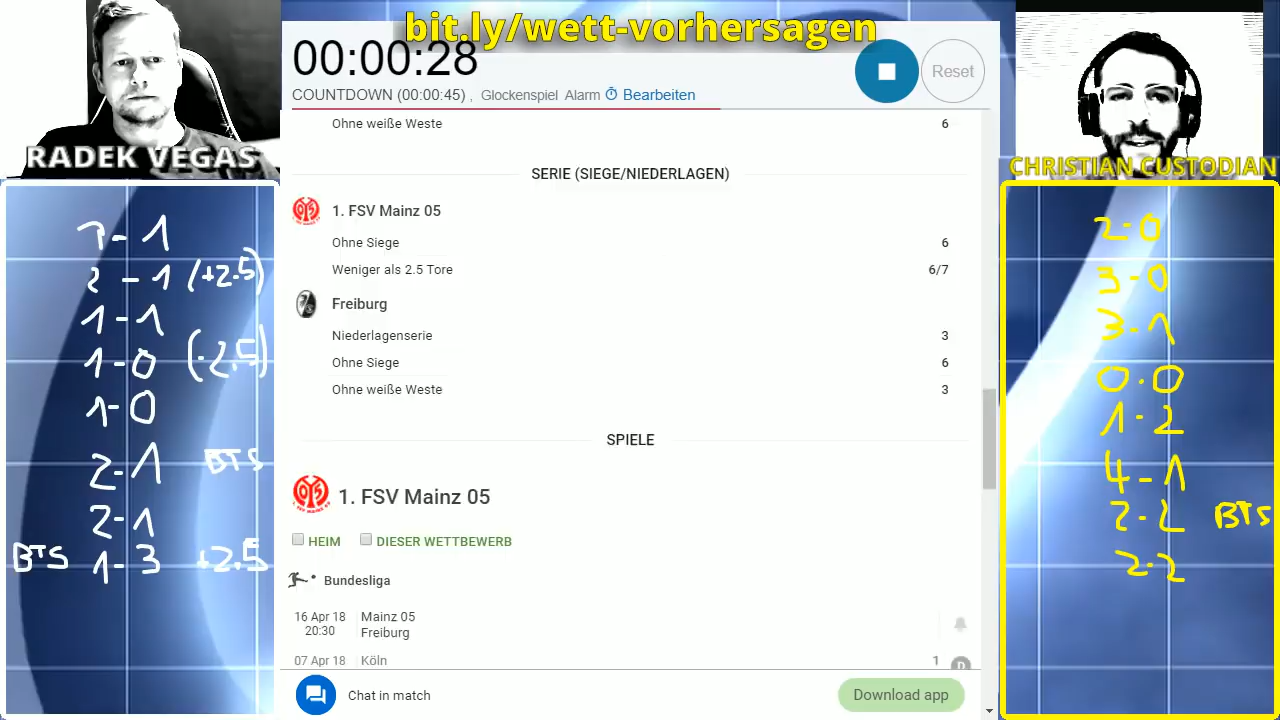 bit.ly/wett-vorhersagen
00:00:28
Reset
COUNTDOWN (00:00:45) . Glockenspiel Alarm Bearbeiten
RADEK VEGAS
CHRISTIAN CUSTODIAN
Ohne weiße Weste 6
SERIE (SIEGE/NIEDERLAGEN)
1. FSV Mainz 05
Ohne Siege 6
Weniger als 2.5 Tore 6/7
Freiburg
Niederlagenserie 3
Ohne Siege 6
Ohne weiße Weste 3
SPIELE
1. FSV Mainz 05
HEIM DIESER WETTBEWERB
Bundesliga
16 Apr 18 Mainz 05
20:30 Freiburg
07 Apr 18 Köln 1 D
Chat in match
Download app
- 1
2 - 1 (+2.5)
1 - 1
1 - 0 (-2.5)
1 - 0
2 - 1 BTS
2 - 1
BTS 1 - 3 +2.5
2 - 0
3 - 0
3 - 1
0 - 0
1 - 2
4 - 1
2 - 2 BTS
2 - 2